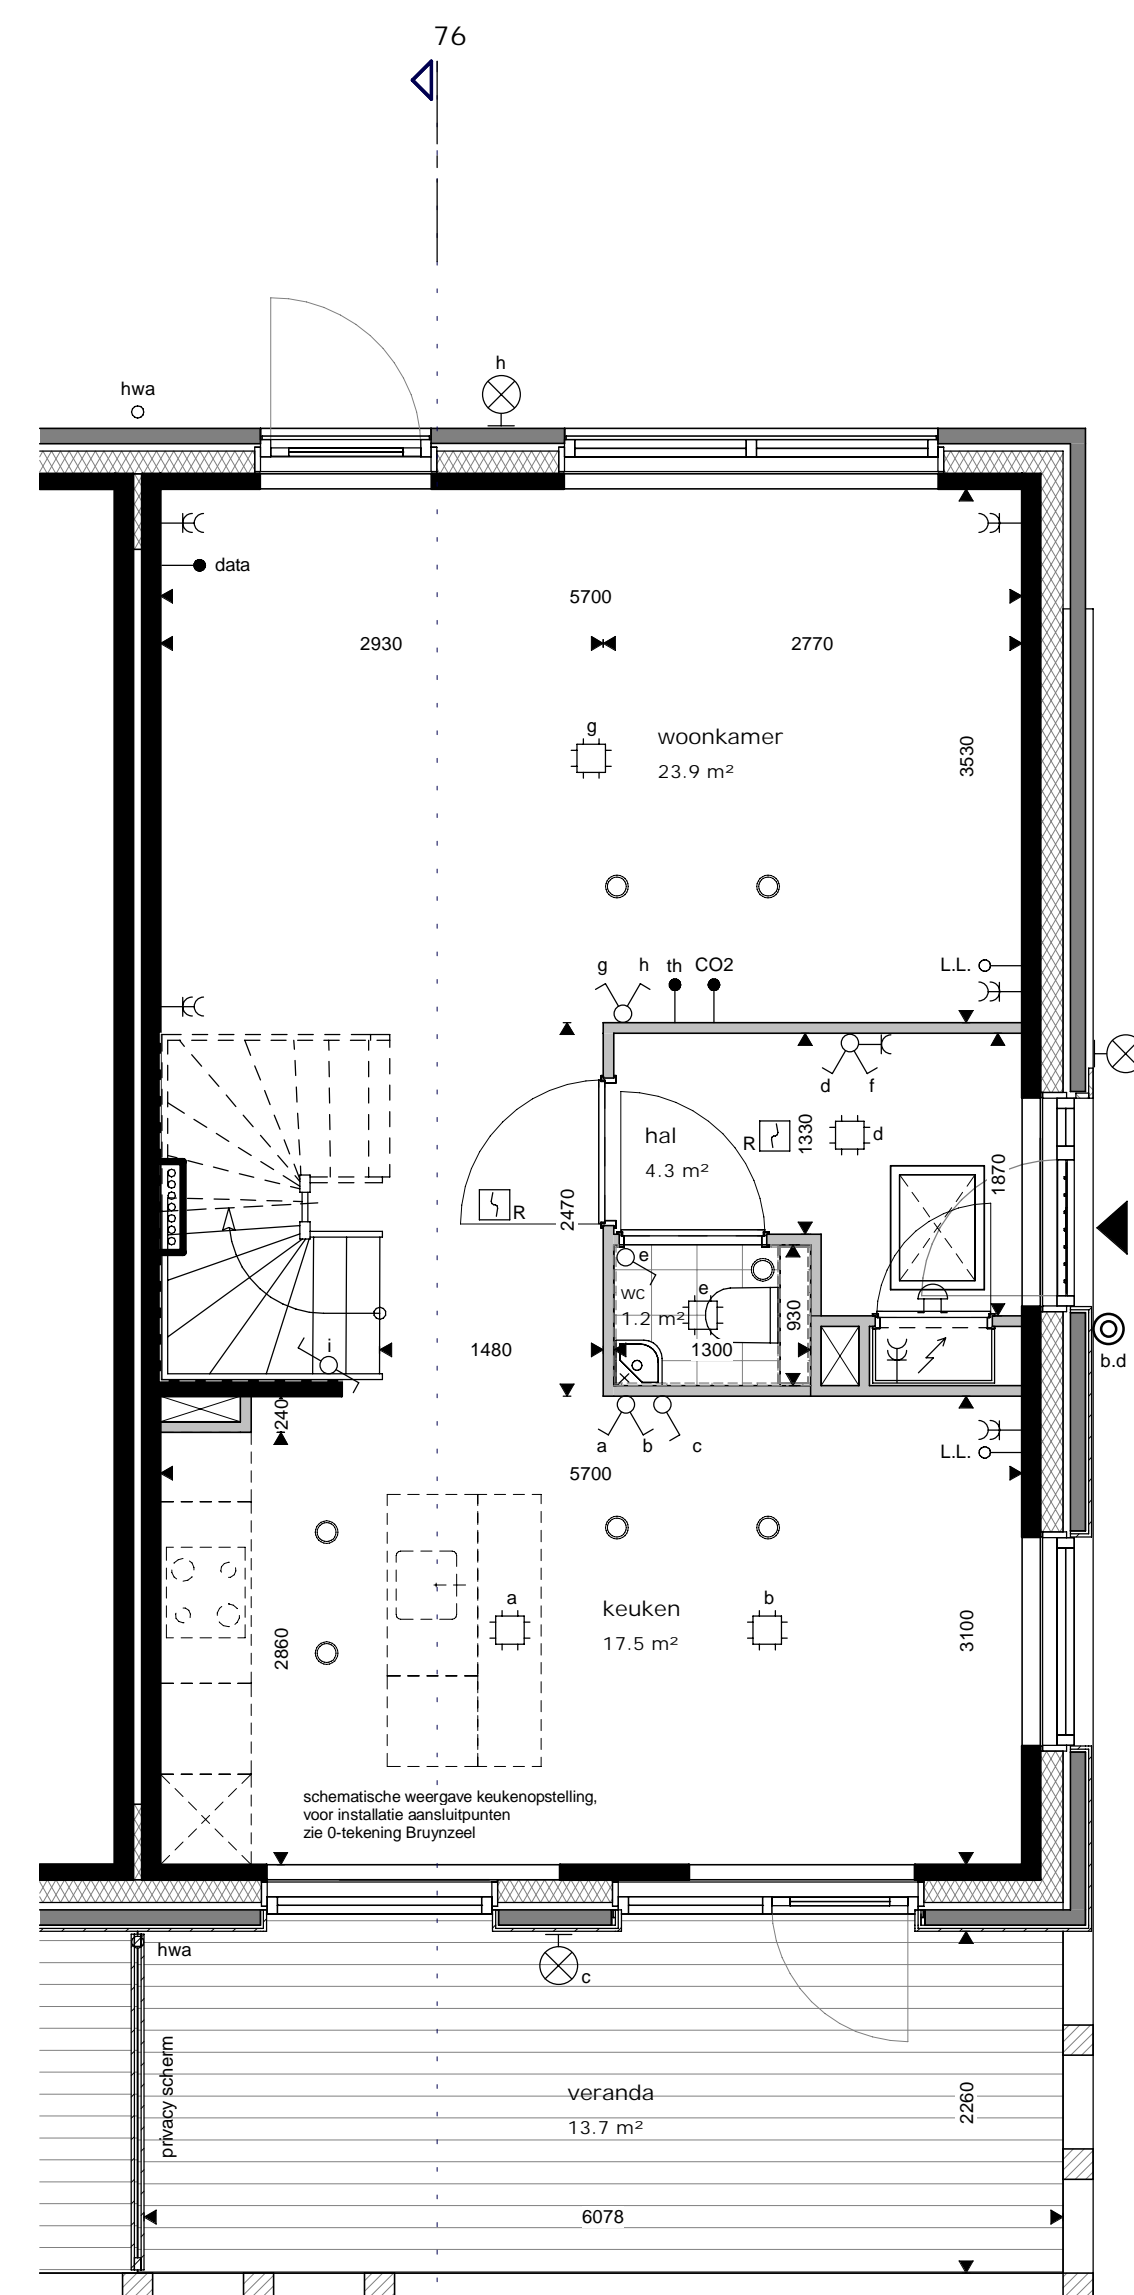 76
h
hwa
data
5700
2930
2770
g
woonkamer
23.9 m²
3530
g
h
th
CO2
L.L.
d
f
hal
R
1330
d
4.3 m²
1870
2470
R
e
wc
e
1.2 m²
930
i
1480
1300
b.d
240
a
b
c
L.L.
5700
a
keuken
b
17.5 m²
2860
3100
schematische weergave keukenopstelling,
voor installatie aansluitpunten
zie 0-tekening Bruynzeel
hwa
c
privacy scherm
veranda
13.7 m²
2260
6078